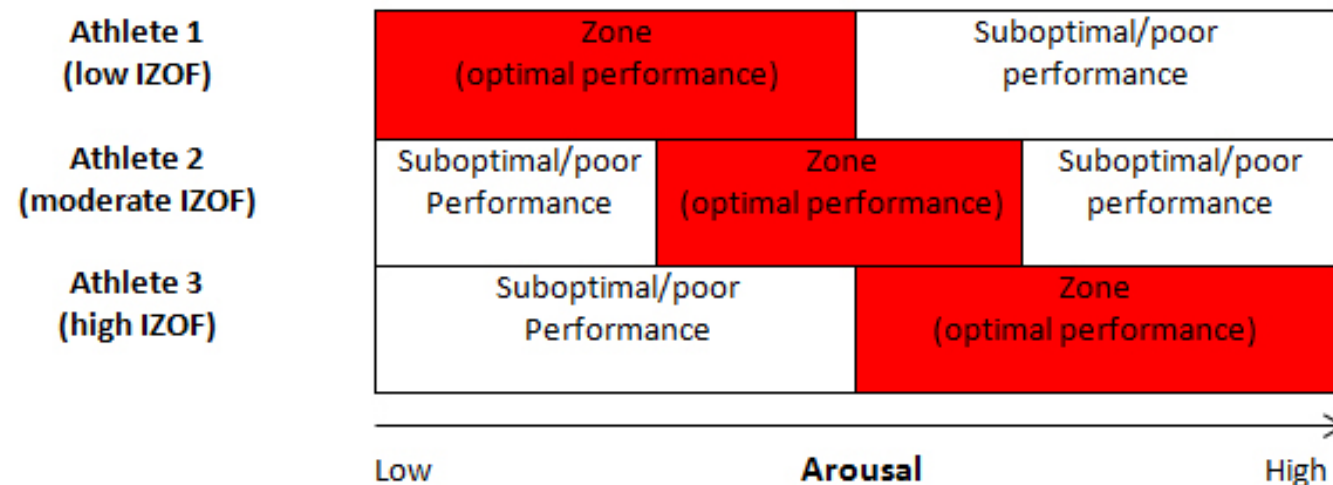 Athlete 1
(low IZOF)
Zone
(optimal performance)
Suboptimal/poor
performance
Athlete 2
(moderate IZOF)
Suboptimal/poor
Performance
Zone
(optimal performance)
Suboptimal/poor
performance
Athlete 3
(high IZOF)
Suboptimal/poor
Performance
Zone
(optimal performance)
Low
Arousal
High